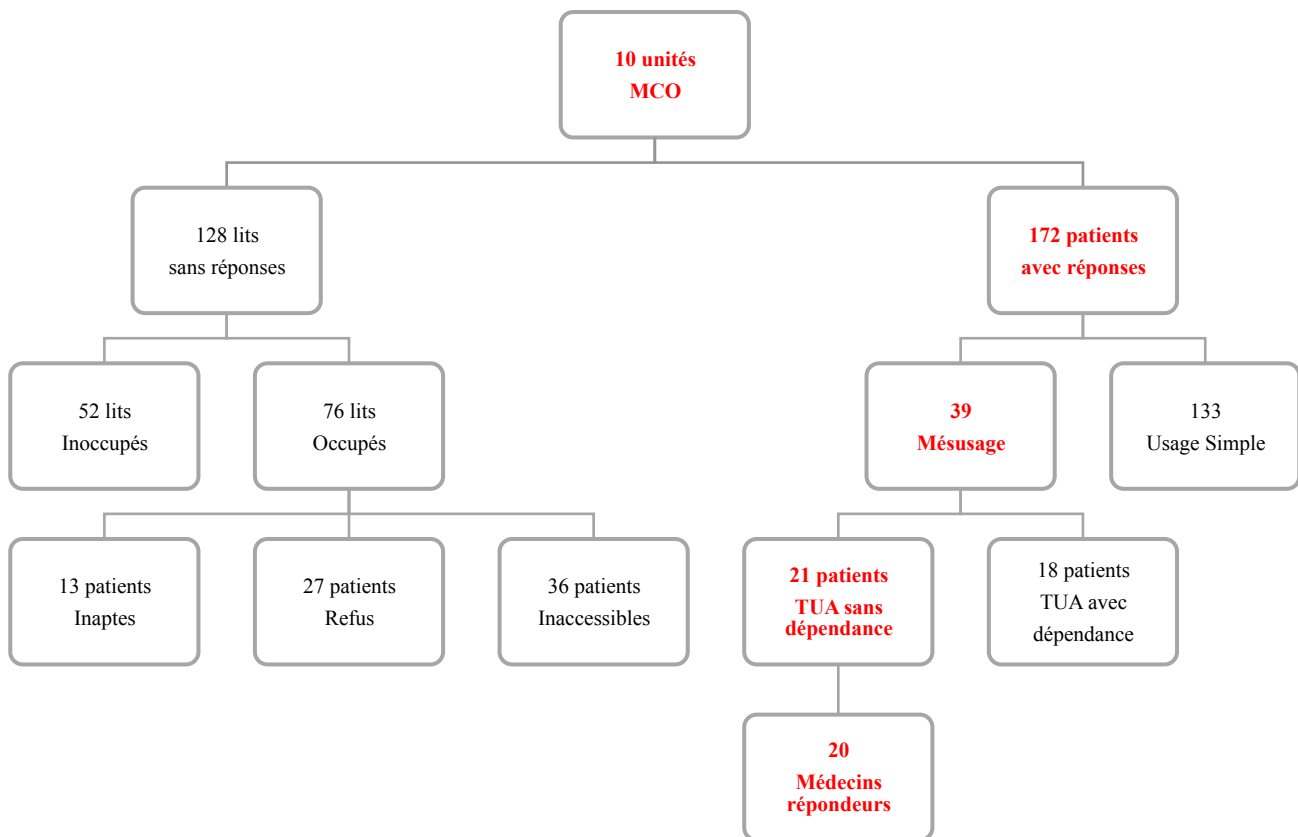 10 unités
MCO
128 lits
sans réponses
172 patients
avec réponses
52 lits
Inoccupés
76 lits
Occupés
39
Mésusage
133
Usage Simple
13 patients
Inaptes
27 patients
Refus
36 patients
Inaccessibles
21 patients
TUA sans
dépendance
18 patients
TUA avec
dépendance
20
Médecins
répondeurs